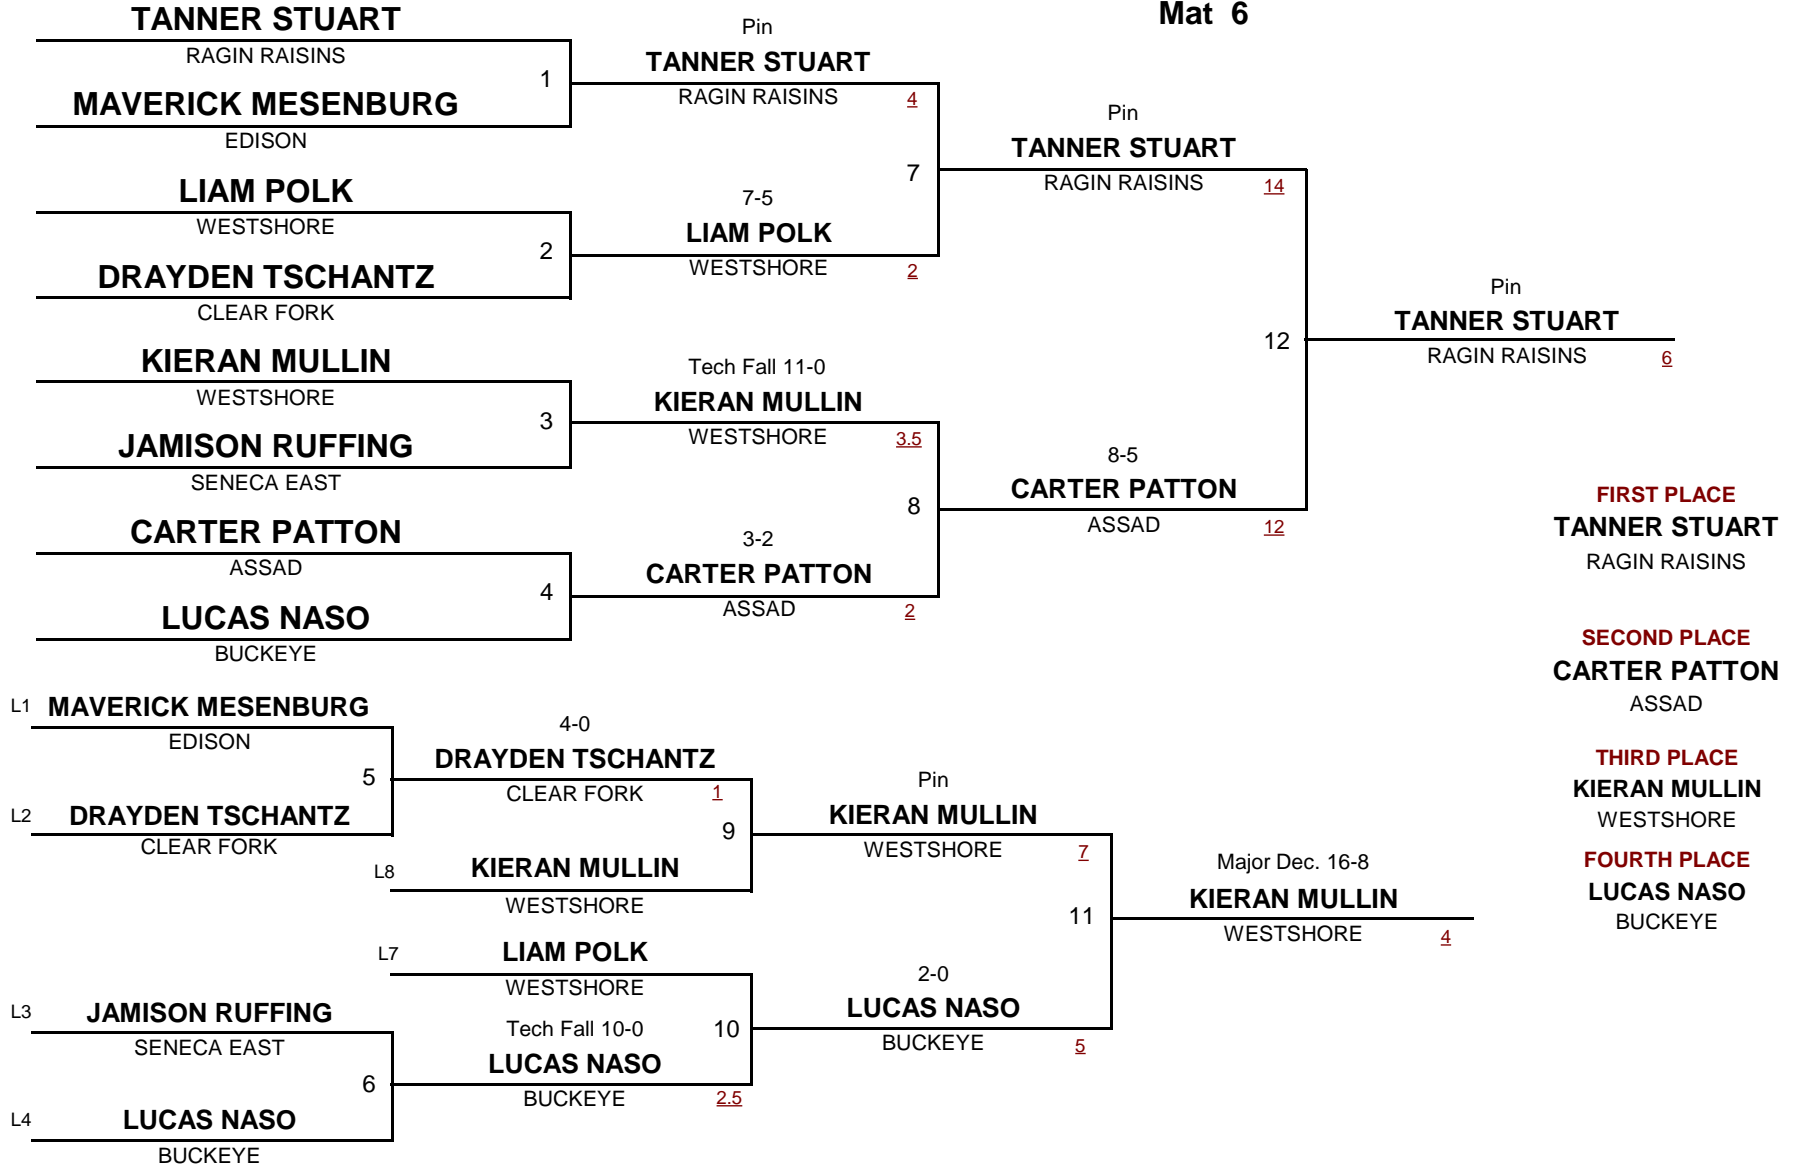 Mat 6
TANNER STUART
RAGIN RAISINS
1
MAVERICK MESENBURG
EDISON
LIAM POLK
WESTSHORE
2
DRAYDEN TSCHANTZ
CLEAR FORK
KIERAN MULLIN
WESTSHORE
3
JAMISON RUFFING
SENECA EAST
CARTER PATTON
ASSAD
4
LUCAS NASO
BUCKEYE
Pin
TANNER STUART
RAGIN RAISINS 4
7
7-5
LIAM POLK
WESTSHORE 2
Tech Fall 11-0
KIERAN MULLIN
WESTSHORE 3.5
8
3-2
CARTER PATTON
ASSAD 2
Pin
TANNER STUART
RAGIN RAISINS 14
12
8-5
CARTER PATTON
ASSAD 12
Pin
TANNER STUART
RAGIN RAISINS 6
L1 MAVERICK MESENBURG
EDISON
5
L2 DRAYDEN TSCHANTZ
CLEAR FORK
L3 JAMISON RUFFING
SENECA EAST
6
L4 LUCAS NASO
BUCKEYE
4-0
DRAYDEN TSCHANTZ
CLEAR FORK 1
9
L8 KIERAN MULLIN
WESTSHORE
L7 LIAM POLK
WESTSHORE
Tech Fall 10-0 10
LUCAS NASO
BUCKEYE 2.5
Pin
KIERAN MULLIN
WESTSHORE 7
11
2-0
LUCAS NASO
BUCKEYE 5
Major Dec. 16-8
KIERAN MULLIN
WESTSHORE 4
FIRST PLACE
TANNER STUART
RAGIN RAISINS
SECOND PLACE
CARTER PATTON
ASSAD
THIRD PLACE
KIERAN MULLIN
WESTSHORE
FOURTH PLACE
LUCAS NASO
BUCKEYE